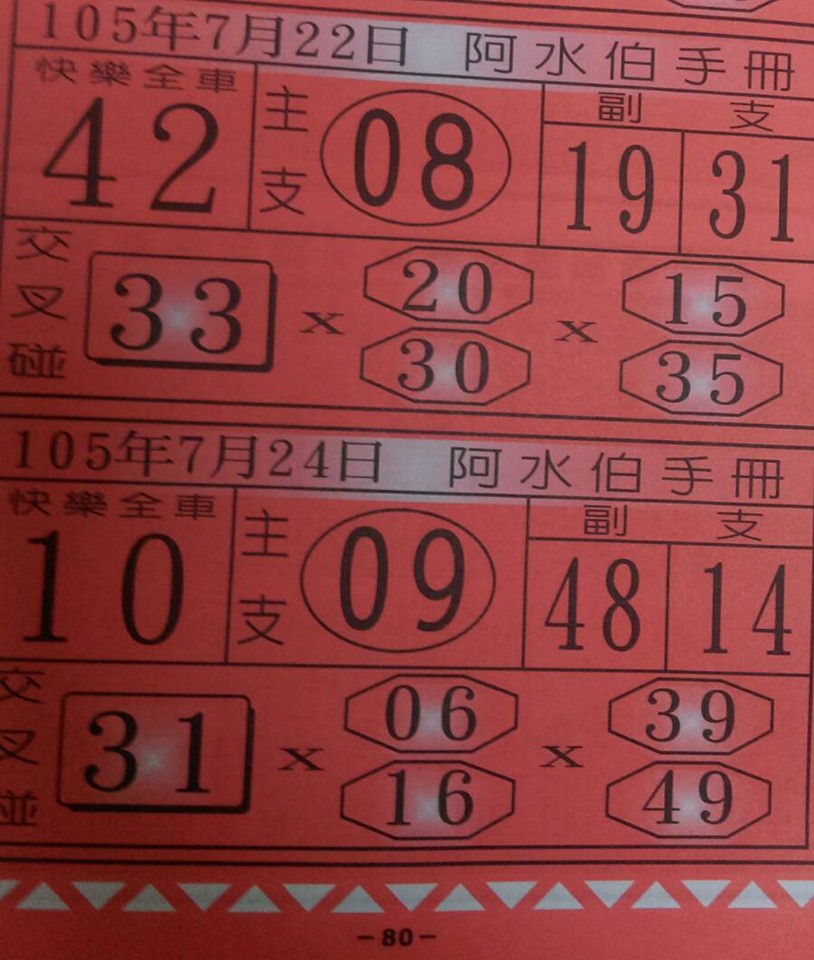 105年7月22日 阿水伯手冊
快樂全車 主支 副支
42 08 19 31
交叉碰
33 x 20 30 x 15 35
105年7月24日 阿水伯手冊
快樂全車 主支 副支
10 09 48 14
交叉碰
31 x 06 16 x 39 49
-80-